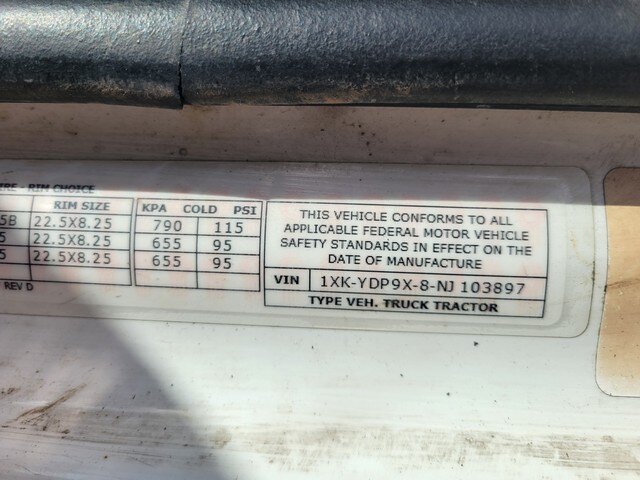 IRE - RIM CHOICE
RIM SIZE KPA COLD PSI
5B 22.5X8.25 790 115
5 22.5X8.25 655 95
5 22.5X8.25 655 95
REV D
THIS VEHICLE CONFORMS TO ALL
APPLICABLE FEDERAL MOTOR VEHICLE
SAFETY STANDARDS IN EFFECT ON THE
DATE OF MANUFACTURE
VIN 1XK-YDP9X-8-NJ 103897
TYPE VEH. TRUCK TRACTOR